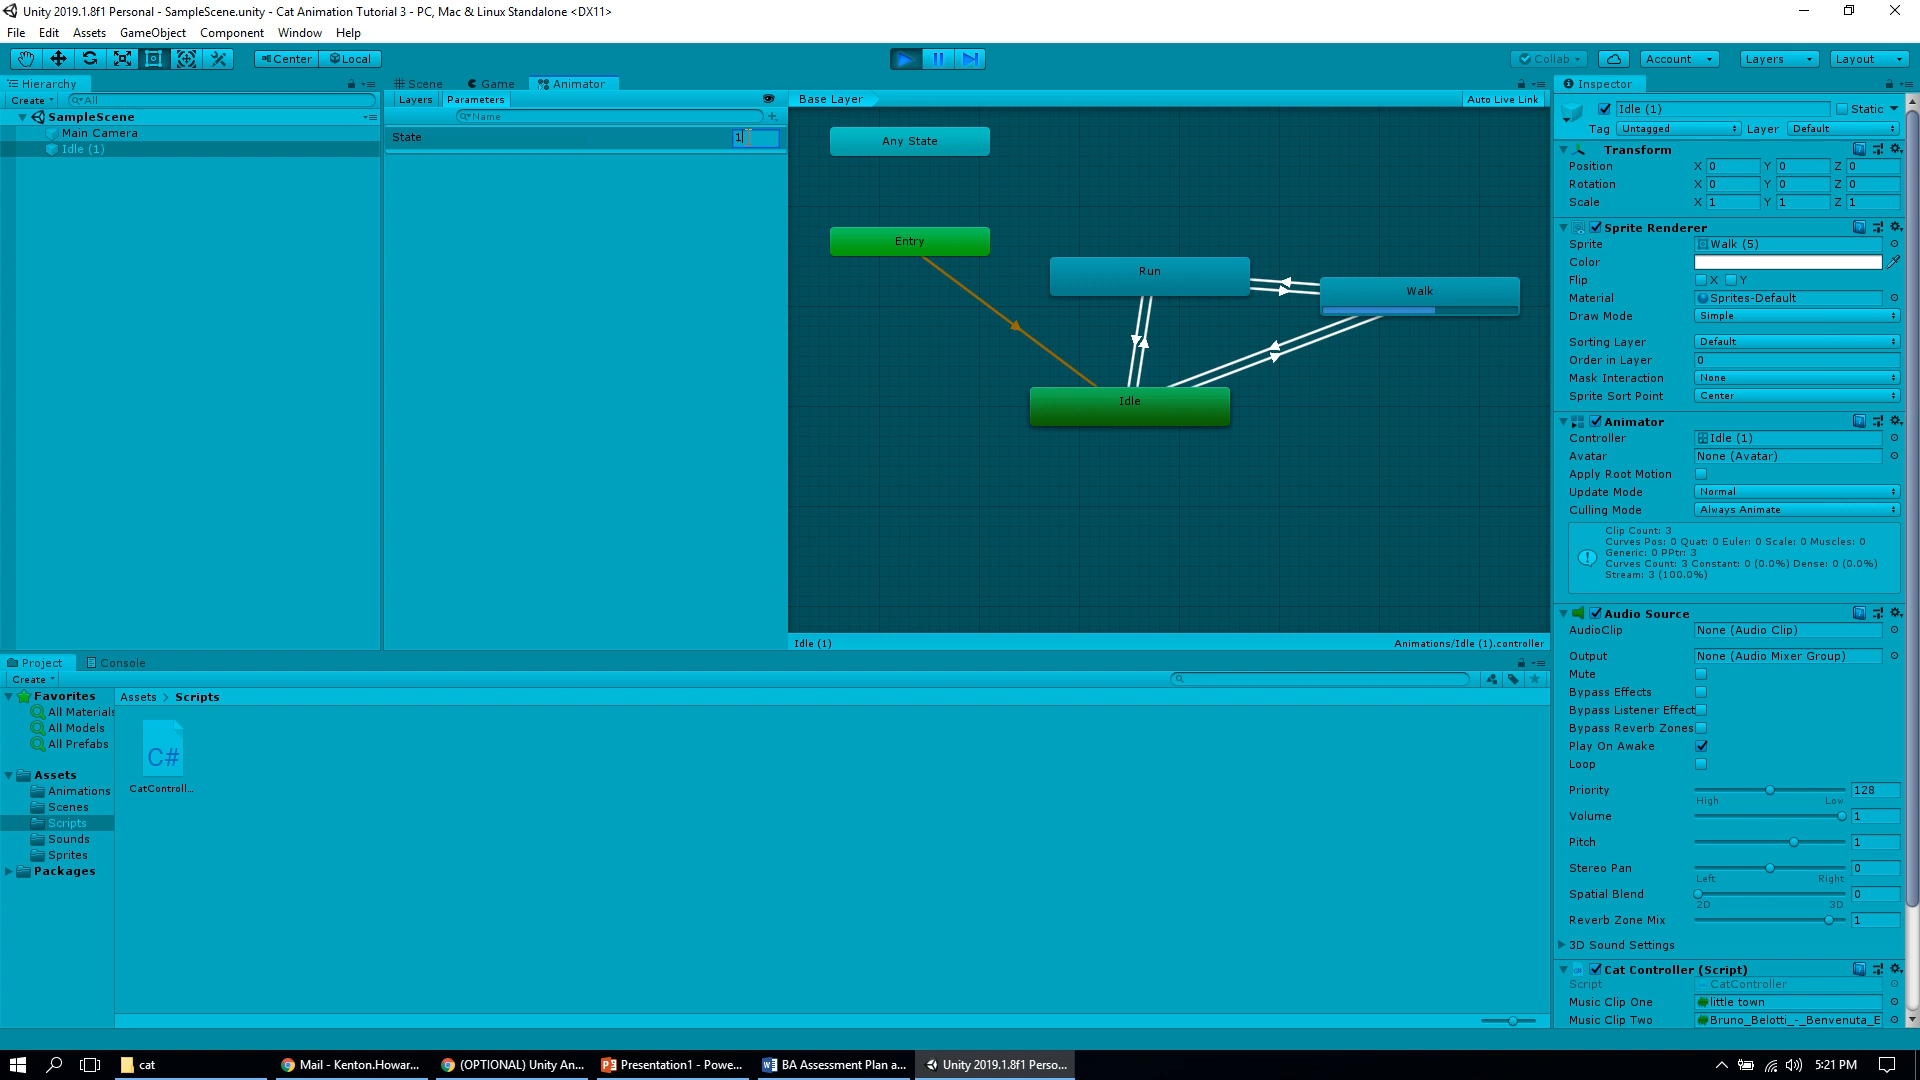 Unity 2019.1.8f1 Personal - SampleScene.unity - Cat Animation Tutorial 3 - PC, Mac & Linux Standalone <DX11>
File Edit Assets GameObject Component Window Help
Center Local Collab Account Layers Layout
Hierarchy
Create All
SampleScene
Main Camera
Idle (1)
Scene Game Animator
Layers Parameters
Name
State 1
Base Layer Auto Live Link
Any State
Entry
Run
Walk
Idle
Idle (1) Animations/Idle (1).controller
Inspector
Idle (1) Static
Tag Untagged Layer Default
Transform
Position X 0 Y 0 Z 0
Rotation X 0 Y 0 Z 0
Scale X 1 Y 1 Z 1
Sprite Renderer
Sprite Walk (5)
Color
Flip X Y
Material Sprites-Default
Draw Mode Simple
Sorting Layer Default
Order in Layer 0
Mask Interaction None
Sprite Sort Point Center
Animator
Controller Idle (1)
Avatar None (Avatar)
Apply Root Motion
Update Mode Normal
Culling Mode Always Animate
Clip Count: 3
Curves Pos: 0 Quat: 0 Euler: 0 Scale: 0 Muscles: 0
Generic: 0 PPtr: 3
Curves Count: 3 Constant: 0 (0.0%) Dense: 0 (0.0%)
Stream: 3 (100.0%)
Audio Source
AudioClip None (Audio Clip)
Output None (Audio Mixer Group)
Mute
Bypass Effects
Bypass Listener Effect
Bypass Reverb Zones
Play On Awake
Loop
Priority 128
High Low
Volume 1
Pitch 1
Stereo Pan 0
Left Right
Spatial Blend 0
2D 3D
Reverb Zone Mix 1
3D Sound Settings
Cat Controller (Script)
Script CatController
Music Clip One little town
Music Clip Two Bruno_Belotti_-_Benvenuta_E
Project Console
Create
Favorites
All Materials
All Models
All Prefabs
Assets
Animations
Scenes
Scripts
Sounds
Sprites
Packages
Assets > Scripts
C#
CatControll...
cat
Mail - Kenton.Howar...
(OPTIONAL) Unity An...
Presentation1 - Powe...
BA Assessment Plan a...
Unity 2019.1.8f1 Perso...
5:21 PM